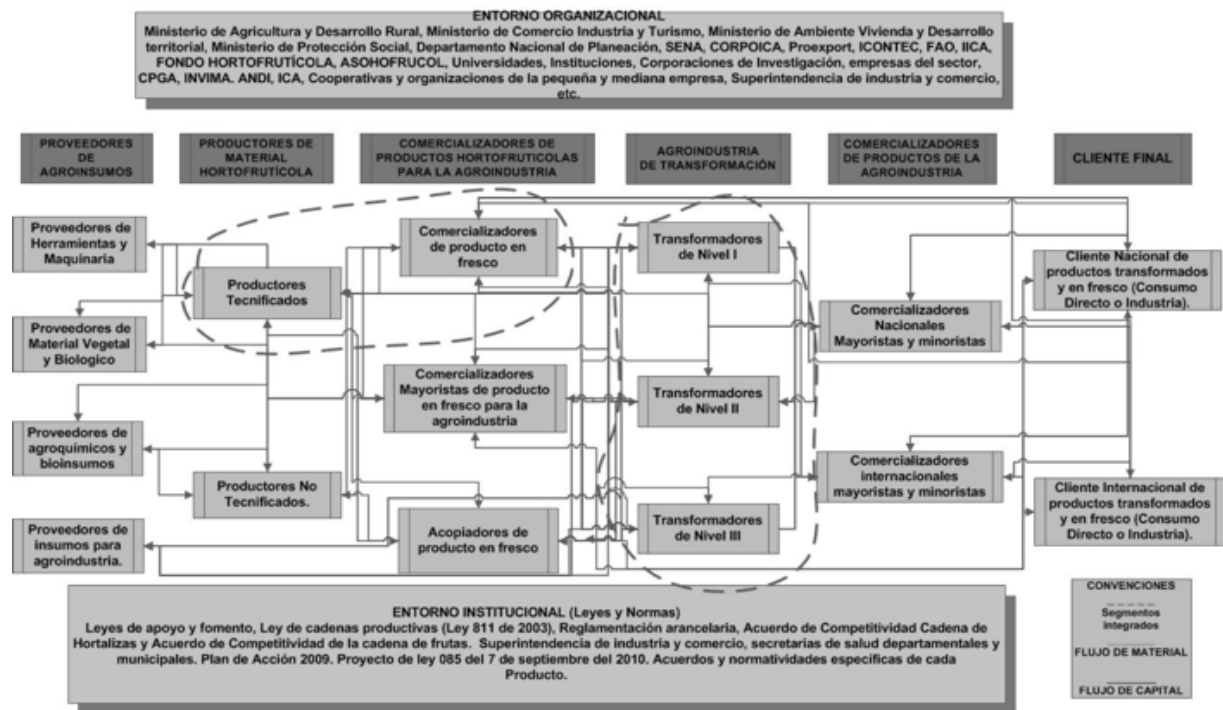 ENTORNO ORGANIZACIONAL
Ministerio de Agricultura y Desarrollo Rural, Ministerio de Comercio Industria y Turismo, Ministerio de Ambiente Vivienda y Desarrollo
territorial, Ministerio de Protección Social, Departamento Nacional de Planeación, SENA, CORPOICA, Proexport, ICONTEC, FAO, IICA,
FONDO HORTOFRUTÍCOLA, ASOHOFRUCOL, Universidades, Instituciones, Corporaciones de Investigación, empresas del sector,
CPGA, INVIMA. ANDI, ICA, Cooperativas y organizaciones de la pequeña y mediana empresa, Superintendencia de industria y comercio,
etc.
PROVEEDORES
DE
AGROINSUMOS
PRODUCTORES DE
MATERIAL
HORTOFRUTÍCOLA
COMERCIALIZADORES DE
PRODUCTOS HORTOFRUTICOLAS
PARA LA AGROINDUSTRIA
AGROINDUSTRIA
DE TRANSFORMACIÓN
COMERCIALIZADORES
DE PRODUCTOS DE LA
AGROINDUSTRIA
CLIENTE FINAL
Proveedores de
Herramientas y
Maquinaria
Proveedores de
Material Vegetal
y Biologico
Proveedores de
agroquímicos y
bioinsumos
Proveedores de
insumos para
agroindustria.
Productores
Tecnificados
Productores No
Tecnificados.
Comercializadores
de producto en
fresco
Comercializadores
Mayoristas de producto
en fresco para la
agroindustria
Acopiadores de
producto en fresco
Transformadores
de Nivel I
Transformadores
de Nivel II
Transformadores
de Nivel III
Comercializadores
Nacionales
Mayoristas y minoristas
Comercializadores
internacionales
mayoristas y minoristas
Cliente Nacional de
productos transformados
y en fresco (Consumo
Directo o Industria).
Cliente Internacional de
productos transformados
y en fresco (Consumo
Directo o Industria).
ENTORNO INSTITUCIONAL (Leyes y Normas)
Leyes de apoyo y fomento, Ley de cadenas productivas (Ley 811 de 2003), Reglamentación arancelaria, Acuerdo de Competitividad Cadena de
Hortalizas y Acuerdo de Competitividad de la cadena de frutas. Superintendencia de industria y comercio, secretarias de salud departamentales y
municipales. Plan de Acción 2009. Proyecto de ley 085 del 7 de septiembre del 2010. Acuerdos y normatividades específicas de cada
Producto.
CONVENCIONES
Segmentos
integrados
FLUJO DE MATERIAL
FLUJO DE CAPITAL